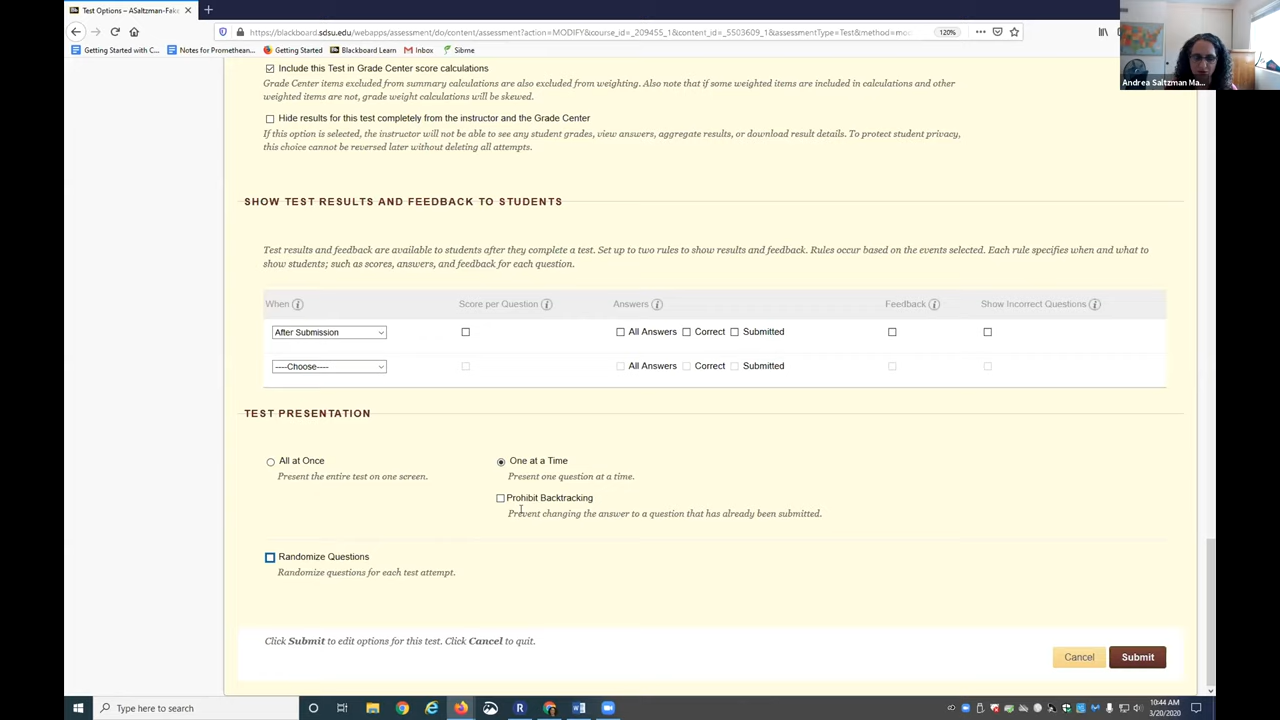 Test Options – ASaltzman-Fake
https://blackboard.sdsu.edu/webapps/assessment/do/content/assessment?action=MODIFY&course_id=_209455_1&content_id=_5503609_1&assessmentType=Test&method=mo
120%
Getting Started with C...
Notes for Promethean...
Getting Started
Blackboard Learn
Inbox
Sibme
Andrea Saltzman Ma...
Include this Test in Grade Center score calculations
Grade Center items excluded from summary calculations are also excluded from weighting. Also note that if some weighted items are included in calculations and other
weighted items are not, grade weight calculations will be skewed.
Hide results for this test completely from the instructor and the Grade Center
If this option is selected, the instructor will not be able to see any student grades, view answers, aggregate results, or download result details. To protect student privacy,
this choice cannot be reversed later without deleting all attempts.
SHOW TEST RESULTS AND FEEDBACK TO STUDENTS
Test results and feedback are available to students after they complete a test. Set up to two rules to show results and feedback. Rules occur based on the events selected. Each rule specifies when and what to
show students; such as scores, answers, and feedback for each question.
When Score per Question Answers Feedback Show Incorrect Questions
After Submission All Answers Correct Submitted
----Choose---- All Answers Correct Submitted
TEST PRESENTATION
All at Once
Present the entire test on one screen.
One at a Time
Present one question at a time.
Prohibit Backtracking
Prevent changing the answer to a question that has already been submitted.
Randomize Questions
Randomize questions for each test attempt.
Click Submit to edit options for this test. Click Cancel to quit.
Cancel Submit
Type here to search
10:44 AM
3/20/2020